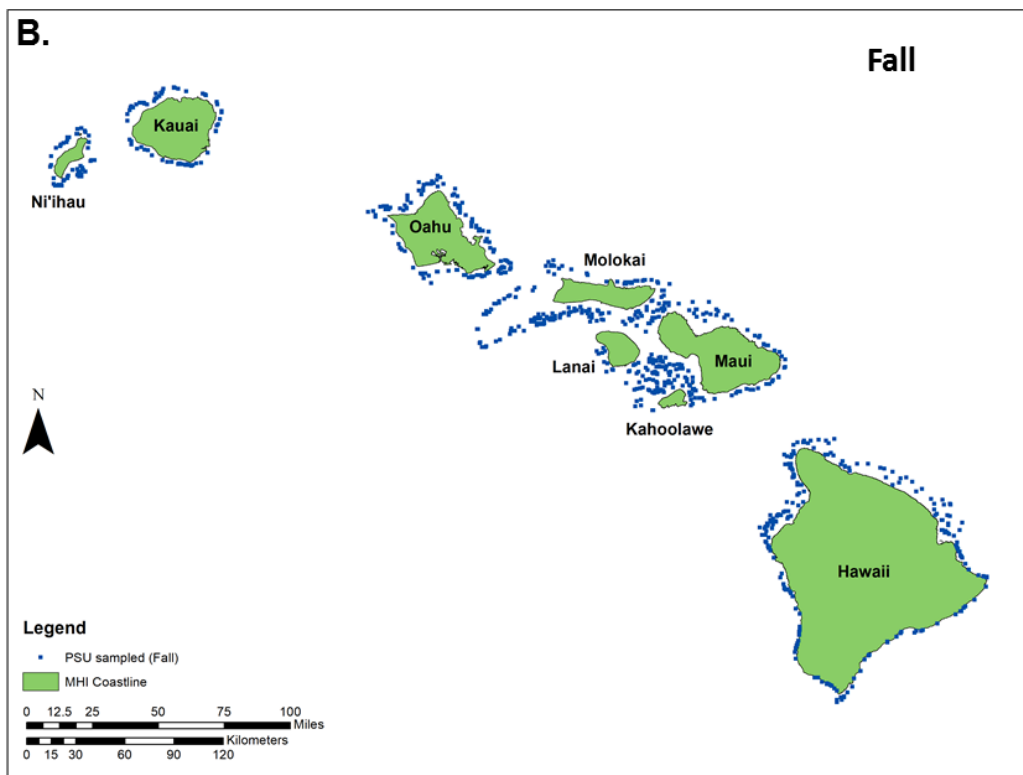 B.
Fall
Kauai
Ni'ihau
Oahu
Molokai
Lanai
Maui
Kahoolawe
N
Hawaii
Legend
PSU sampled (Fall)
MHI Coastline
0 12.5 25 50 75 100
Miles
Kilometers
0 15 30 60 90 120